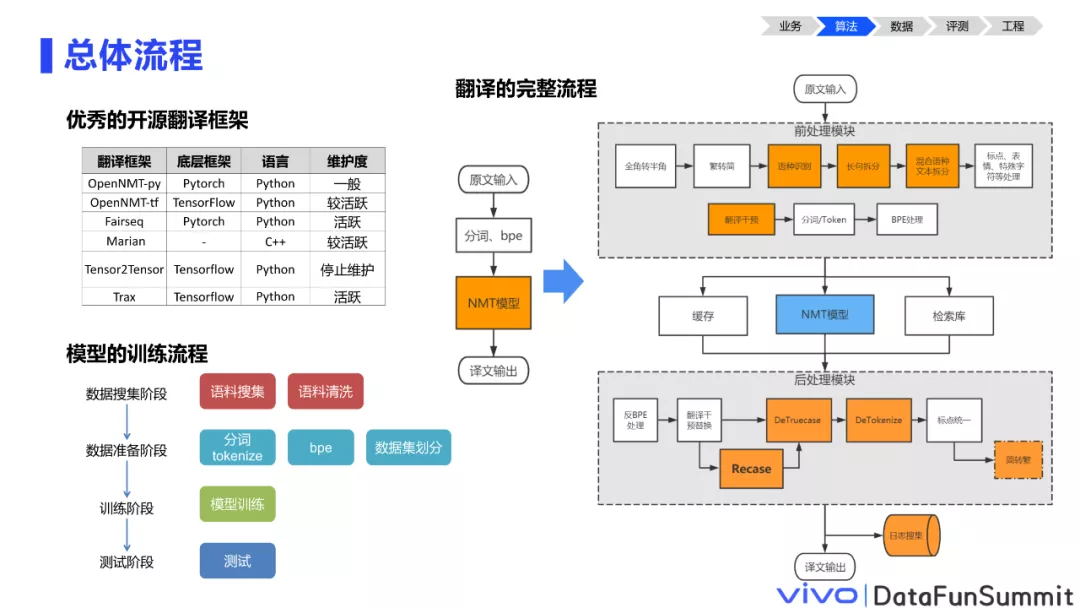 业务
算法
数据
评测
工程
总体流程
优秀的开源翻译框架
翻译框架 底层框架 语言 维护度
OpenNMT-py Pytorch Python 一般
OpenNMT-tf TensorFlow Python 较活跃
Fairseq Pytorch Python 活跃
Marian - C++ 较活跃
Tensor2Tensor Tensorflow Python 停止维护
Trax Tensorflow Python 活跃
模型的训练流程
数据搜集阶段 语料搜集 语料清洗
数据准备阶段 分词 tokenize bpe 数据集划分
训练阶段 模型训练
测试阶段 测试
翻译的完整流程
原文输入
分词、bpe
NMT模型
译文输出
原文输入
前处理模块
全角转半角
繁转简
语种识别
长句拆分
混合语种
文本拆分
标点、表
情、特殊字
符等处理
翻译干预
分词/Token
BPE处理
缓存
NMT模型
检索库
后处理模块
反BPE
处理
翻译干
预替换
DeTruecase
DeTokenize
标点统一
Recase
简转繁
日志搜集
译文输出
vivo DataFunSummit